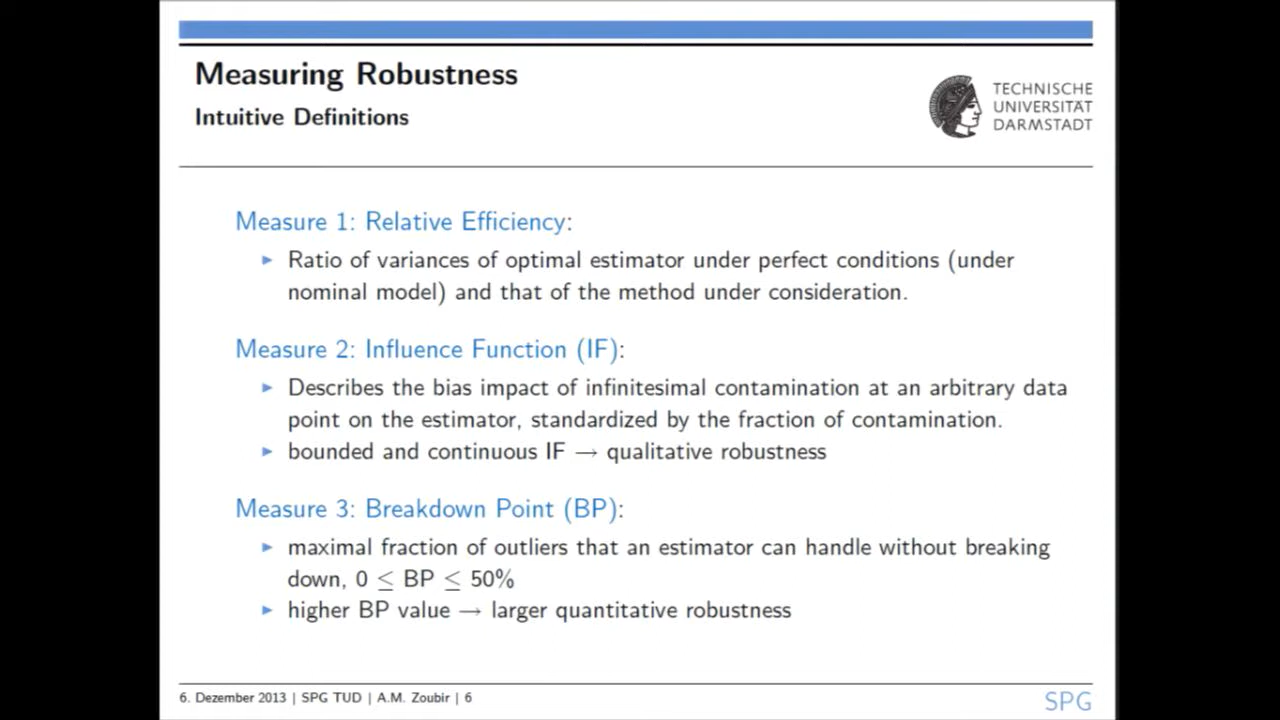 Measuring Robustness
Intuitive Definitions
TECHNISCHE
UNIVERSITÄT
DARMSTADT
Measure 1: Relative Efficiency:
▶ Ratio of variances of optimal estimator under perfect conditions (under
nominal model) and that of the method under consideration.
Measure 2: Influence Function (IF):
▶ Describes the bias impact of infinitesimal contamination at an arbitrary data
point on the estimator, standardized by the fraction of contamination.
▶ bounded and continuous IF → qualitative robustness
Measure 3: Breakdown Point (BP):
▶ maximal fraction of outliers that an estimator can handle without breaking
down, 0 ≤ BP ≤ 50%
▶ higher BP value → larger quantitative robustness
6. Dezember 2013 | SPG TUD | A.M. Zoubir | 6
SPG